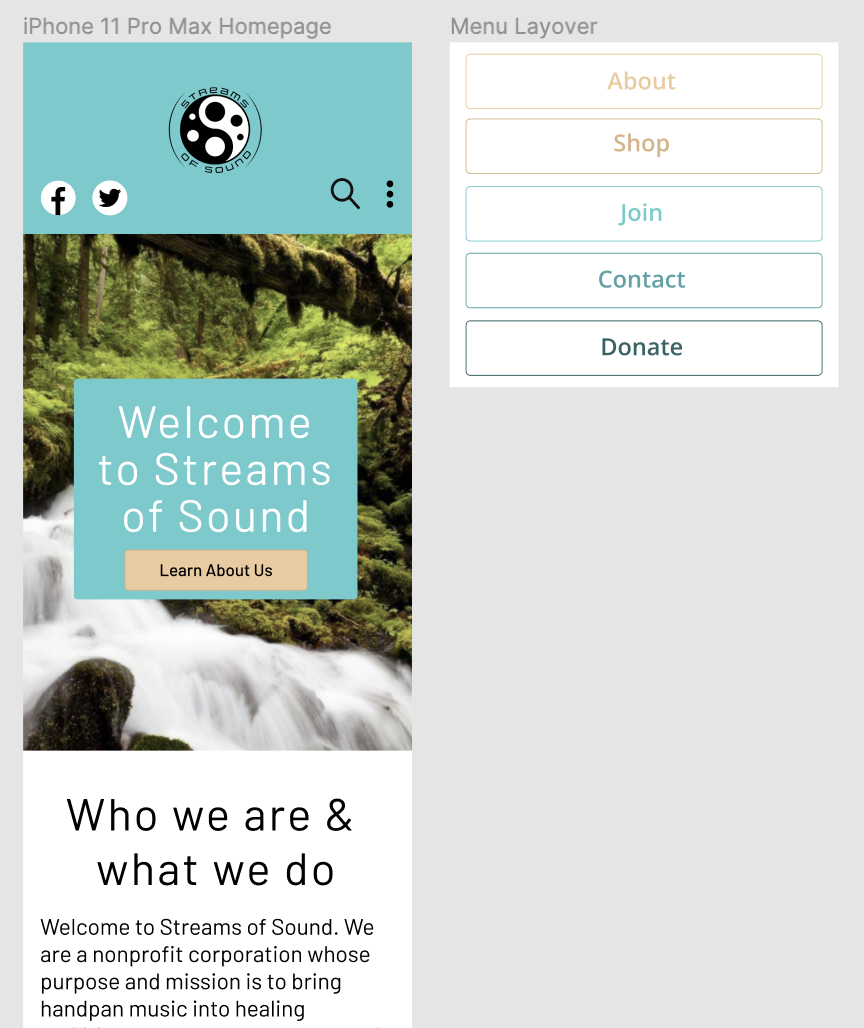 iPhone 11 Pro Max Homepage
STREAMS
OF SOUND
Welcome
to Streams
of Sound
Learn About Us
Who we are &
what we do
Welcome to Streams of Sound. We
are a nonprofit corporation whose
purpose and mission is to bring
handpan music into healing
Menu Layover
About
Shop
Join
Contact
Donate